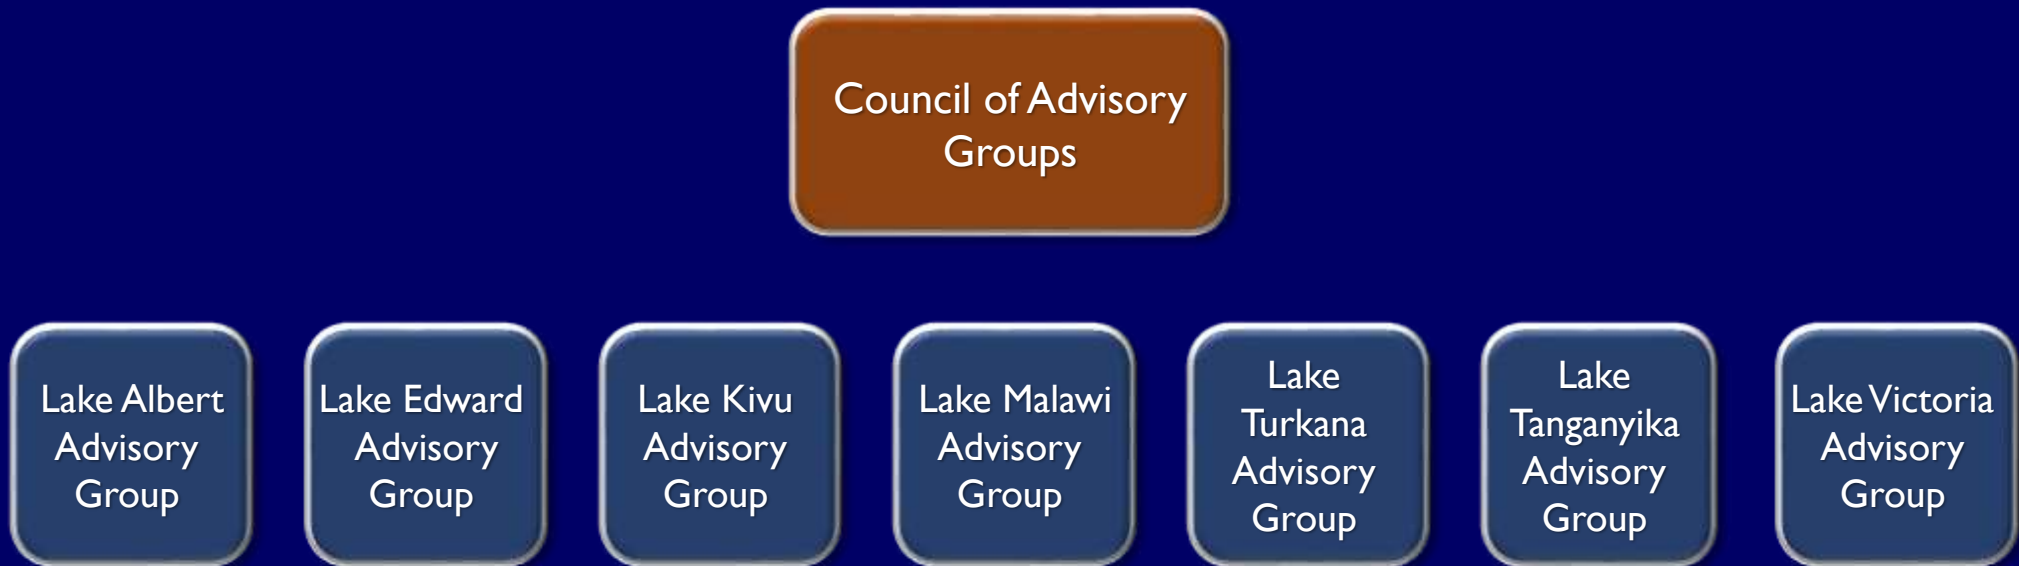 Council of Advisory
Groups
Lake Albert
Advisory
Group
Lake Edward
Advisory
Group
Lake Kivu
Advisory
Group
Lake Malawi
Advisory
Group
Lake
Turkana
Advisory
Group
Lake
Tanganyika
Advisory
Group
Lake Victoria
Advisory
Group